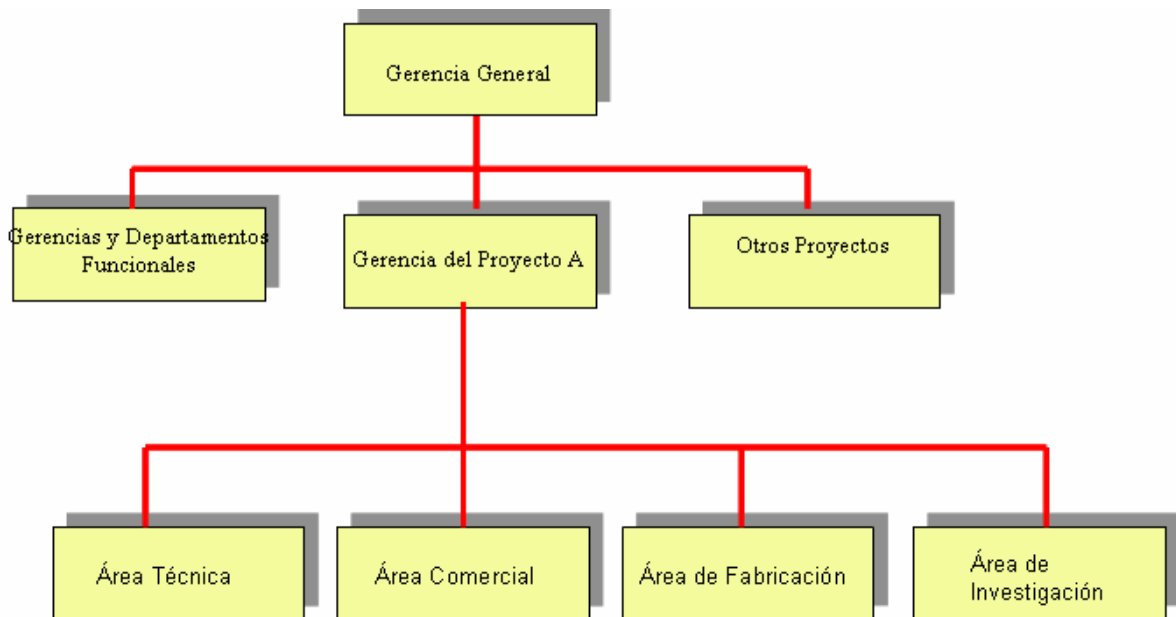 Gerencia General
Gerencias y Departamentos
Funcionales
Gerencia del Proyecto A
Otros Proyectos
Área Técnica
Área Comercial
Área de Fabricación
Área de
Investigación